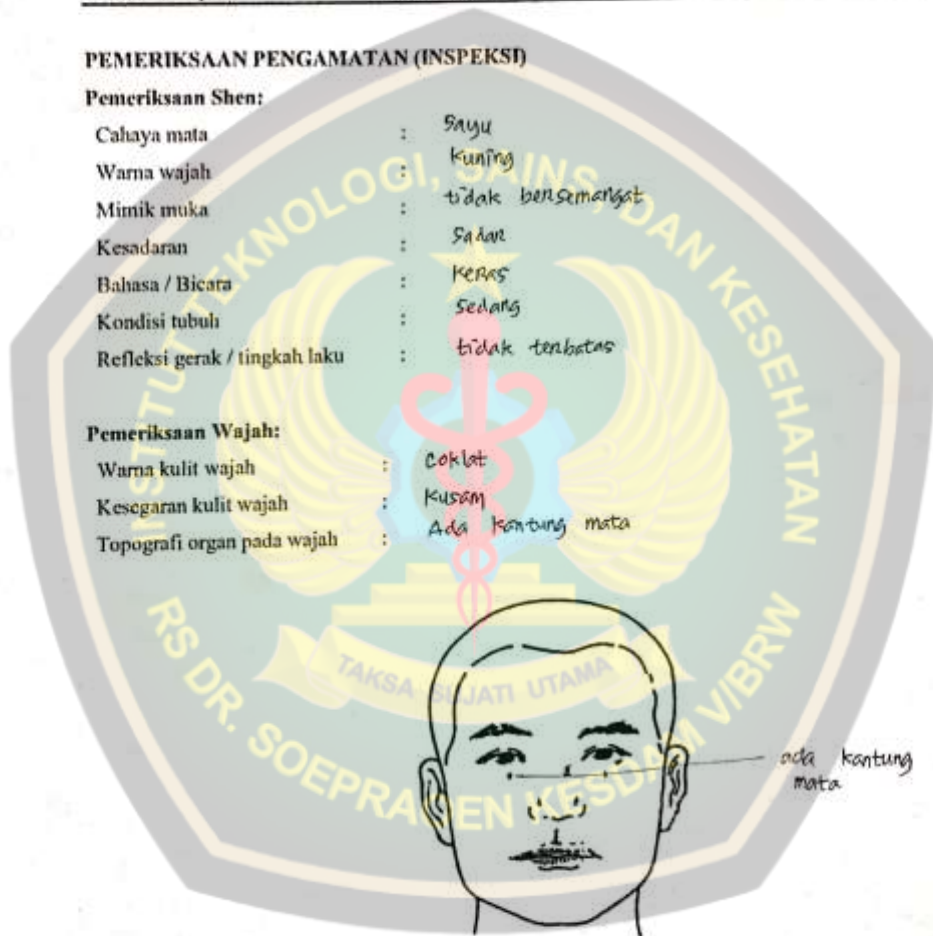 PEMERIKSAAN PENGAMATAN (INSPEKSI)
Pemeriksaan Shen:
Cahaya mata : Sayu
Warna wajah : Kuning
Mimik muka : tidak bersemangat
Kesadaran : Sadar
Bahasa / Bicara : Keras
Kondisi tubuh : Sedang
Refleksi gerak / tingkah laku : tidak terbatas
Pemeriksaan Wajah:
Warna kulit wajah : Coklat
Kesegaran kulit wajah : Kusam
Topografi organ pada wajah : Ada kantung mata
ada kantung
mata
INSTITUT TEKNOLOGI, SAINS, DAN KESEHATAN
RS DR. SOEPRAOEN KESDAM V/BRW
TAKSA SUJATI UTAMA